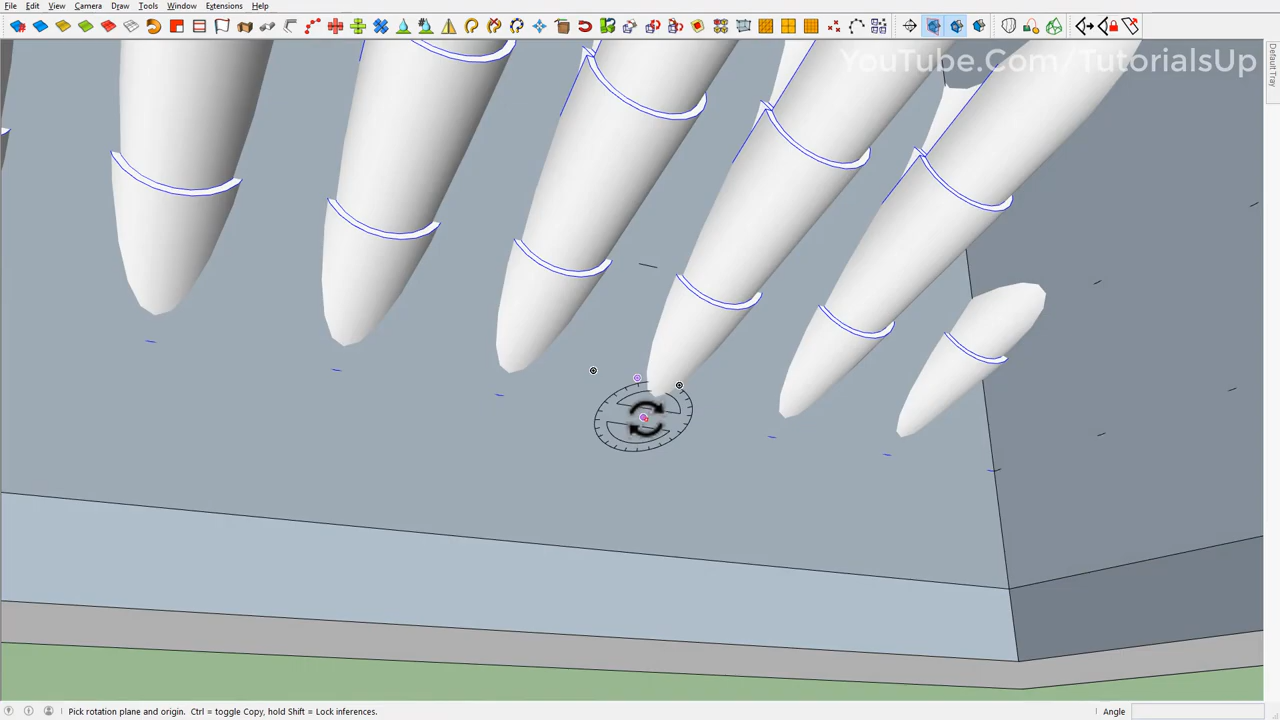 File Edit View Camera Draw Tools Window Extensions Help
YouTube.Com/TutorialsUp
Default Tray
Pick rotation plane and origin. Ctrl = toggle Copy, hold Shift = Lock inferences.
Angle